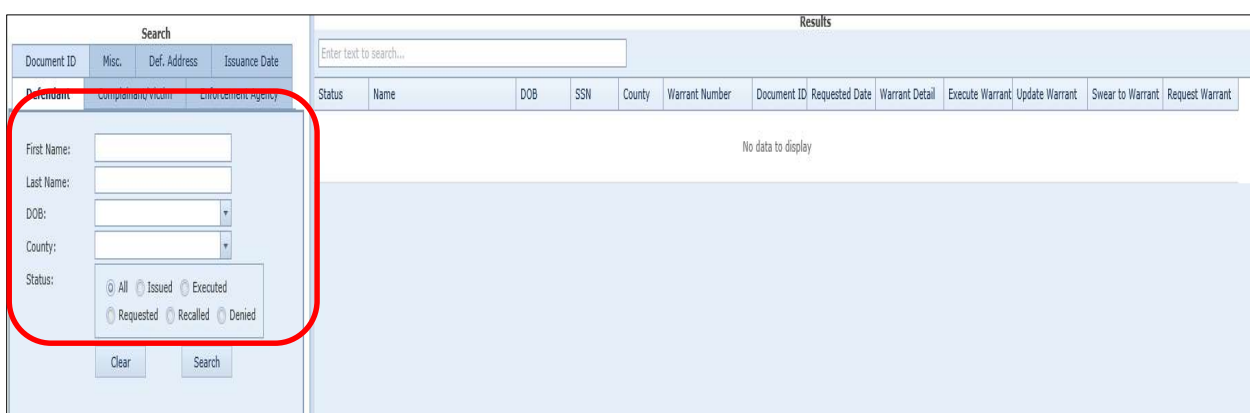 Search
Document ID Misc. Def. Address Issuance Date
Defendant Complainant/Victim Enforcement Agency
First Name:
Last Name:
DOB:
County:
Status:
All Issued Executed
Requested Recalled Denied
Clear Search
Results
Enter text to search...
Status Name DOB SSN County Warrant Number Document ID Requested Date Warrant Detail Execute Warrant Update Warrant Swear to Warrant Request Warrant
No data to display